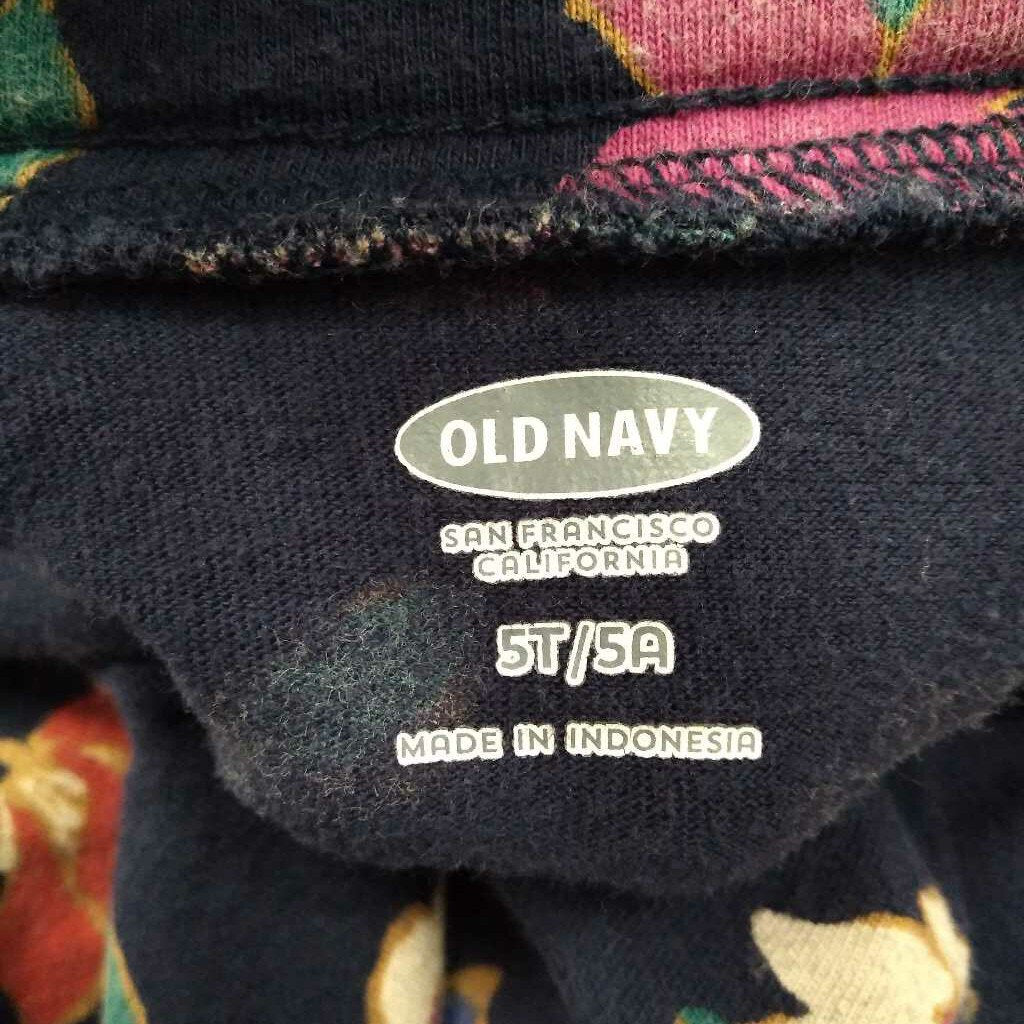 OLD NAVY
SAN FRANCISCO
CALIFORNIA
5T/5A
MADE IN INDONESIA